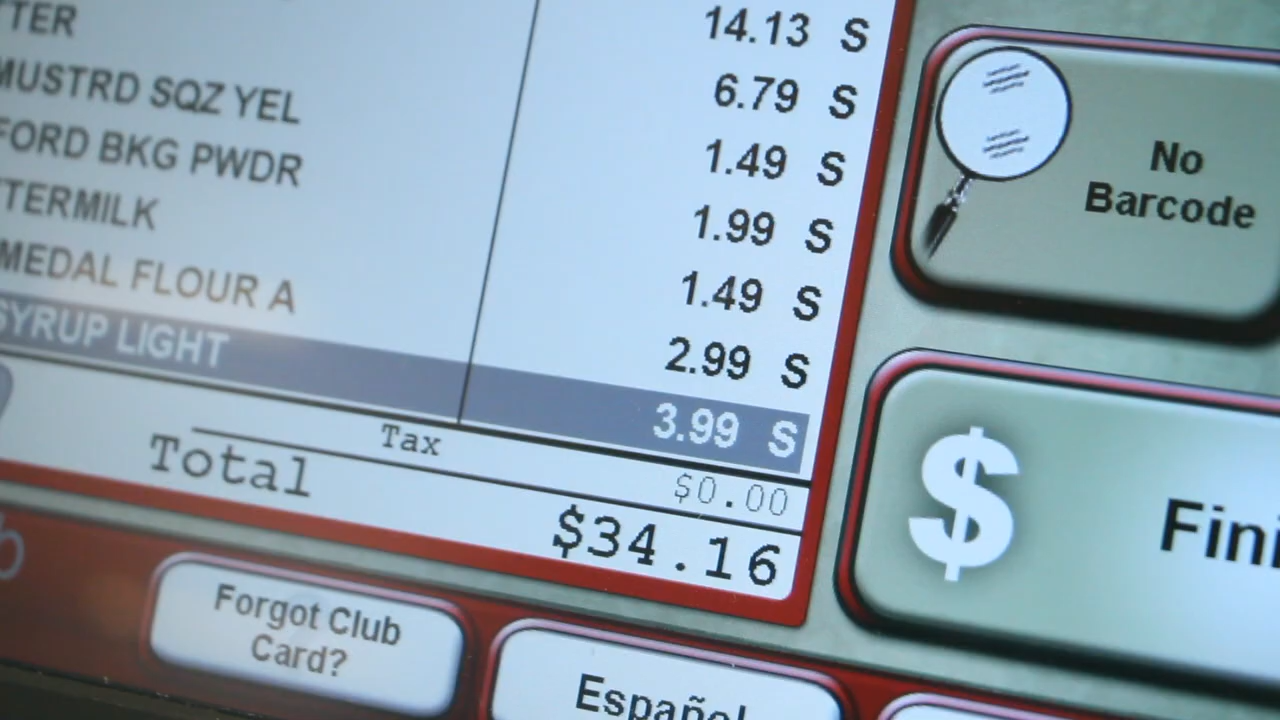 TTER 14.13 S
MUSTRD SQZ YEL 6.79 S
FORD BKG PWDR 1.49 S
TTERMILK 1.99 S
MEDAL FLOUR A 1.49 S
2.99 S
SYRUP LIGHT 3.99 S
Tax $0.00
Total $34.16
No
Barcode
$ Fini
Forgot Club
Card?
Español